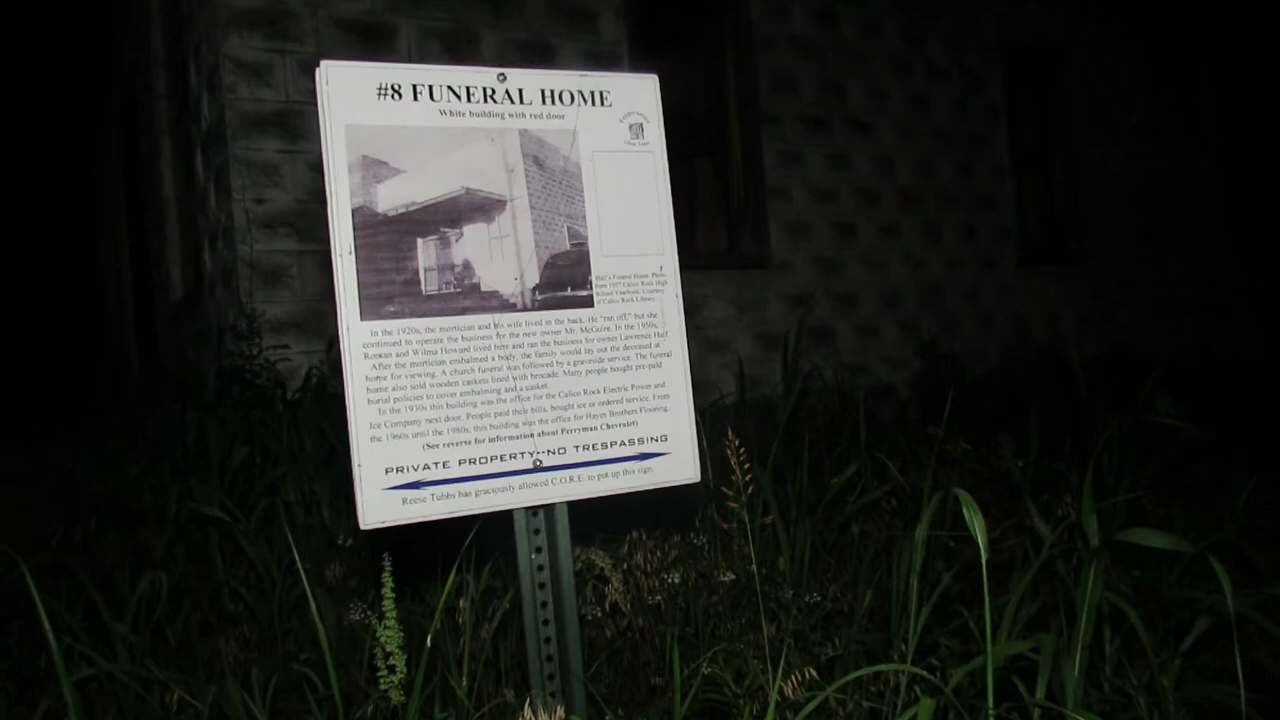 #8 FUNERAL HOME
White building with red door
Hall's Funeral Home. Photo
from 1957 Calico Rock High
School Yearbook. Courtesy
of Calico Rock Library.
In the 1920s, the mortician and his wife lived in the back. He "ran off," but she
continued to operate the business for the new owner Mr. McGuire. In the 1950s,
Rowan and Wilma Howard lived here and ran the business for owner Lawrence Hall.
After the mortician embalmed a body, the family would lay out the deceased at
home for viewing. A church funeral was followed by a graveside service. The funeral
home also sold wooden caskets lined with brocade. Many people bought pre-paid
burial policies to cover embalming and a casket.
In the 1930s this building was the office for the Calico Rock Electric Power and
Ice Company next door. People paid their bills, bought ice or ordered service. From
the 1960s until the 1980s, this building was the office for Hayes Brothers Flooring.
(See reverse for information about Perryman Chevrolet)
PRIVATE PROPERTY--NO TRESPASSING
Reese Tubbs has graciously allowed C.O.R.E. to put up this sign.